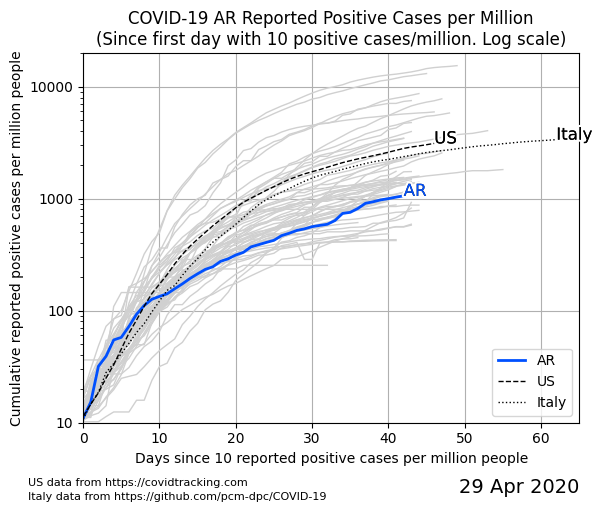 COVID-19 AR Reported Positive Cases per Million
(Since first day with 10 positive cases/million. Log scale)
Cumulative reported positive cases per million people
10000
1000
100
10
US
Italy
AR
AR
US
Italy
0 10 20 30 40 50 60
Days since 10 reported positive cases per million people
US data from https://covidtracking.com
Italy data from https://github.com/pcm-dpc/COVID-19
29 Apr 2020